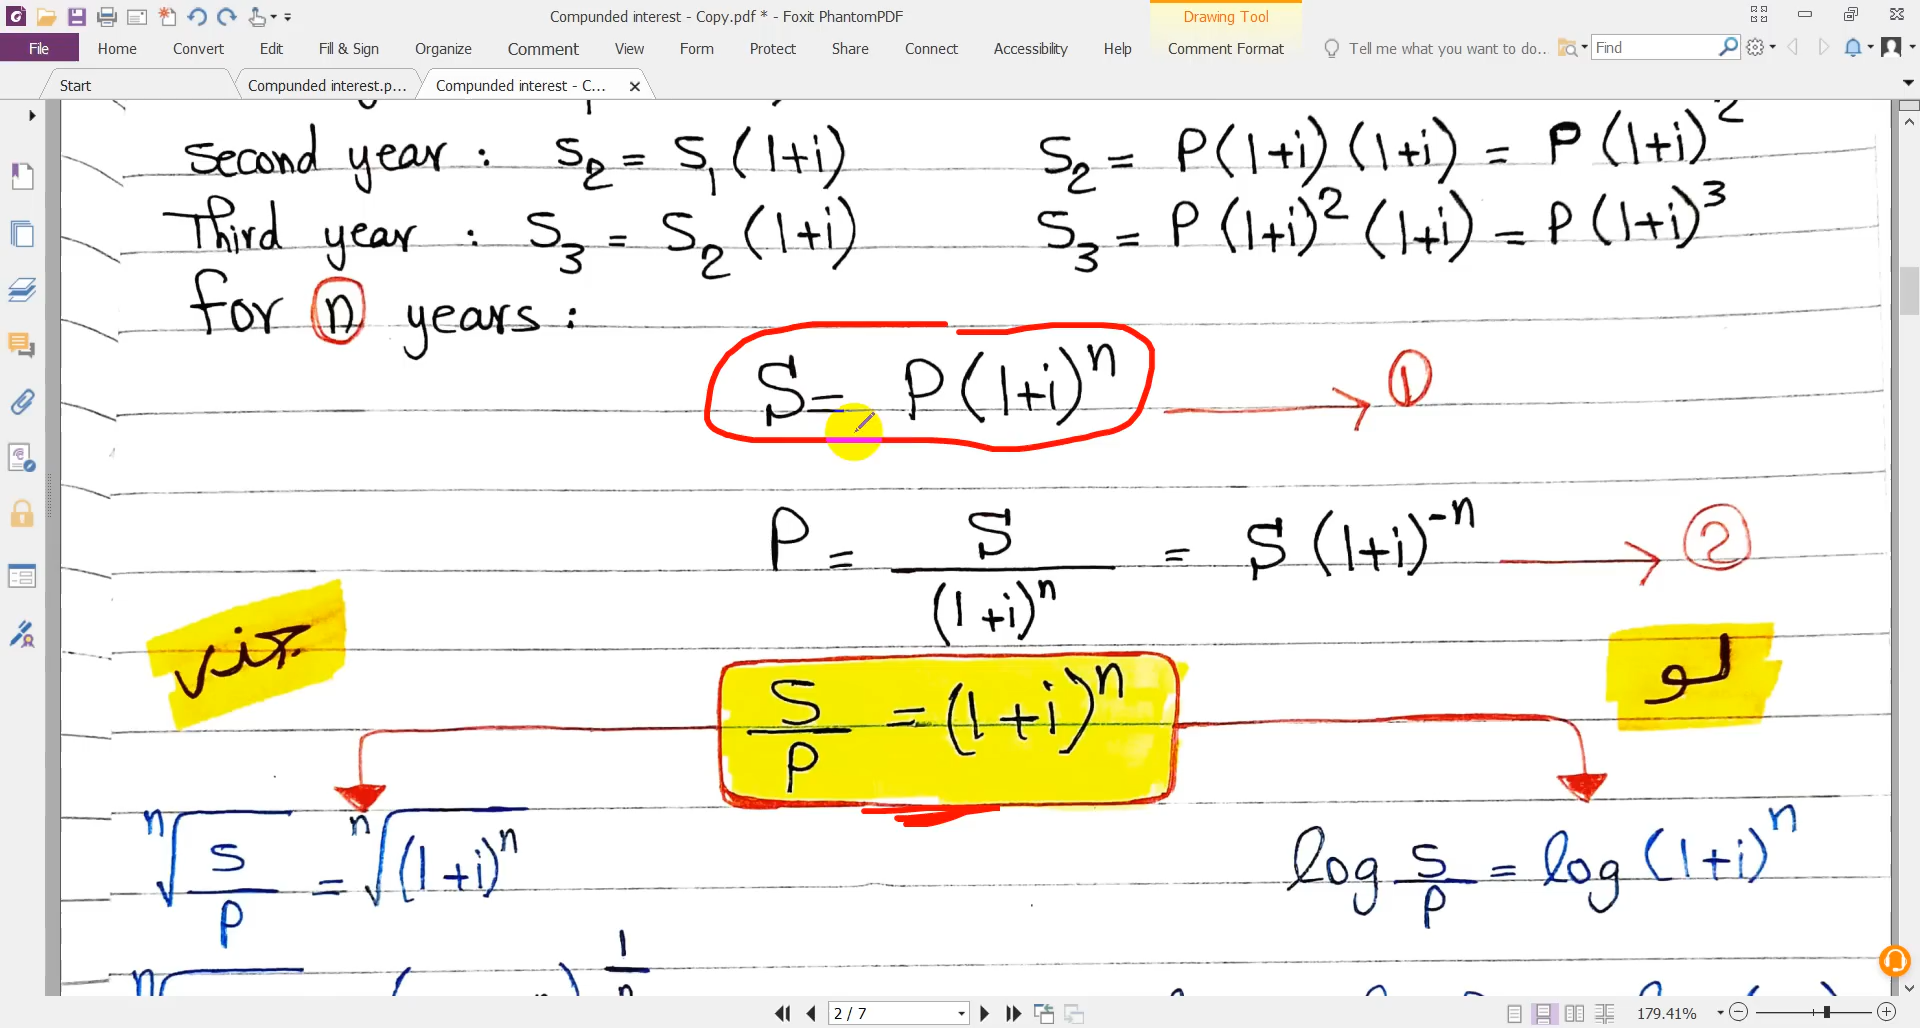 Compunded interest - Copy.pdf * - Foxit PhantomPDF
Drawing Tool
File Home Convert Edit Fill & Sign Organize Comment View Form Protect Share Connect Accessibility Help Comment Format Tell me what you want to do.. Find
Start Compunded interest.p... Compunded interest - C...
second year : S₂ = S₁ (1+i) S₂ = P(1+i) (1+i) = P (1+i)²
Third year : S₃ = S₂ (1+i) S₃ = P (1+i)² (1+i) = P (1+i)³
for n years :
S = P (1+i)ⁿ → ①
P = S / (1+i)ⁿ = S (1+i)⁻ⁿ → ②
جذر S/P = (1+i)ⁿ لو
ⁿ√(S/P) = ⁿ√((1+i)ⁿ) log S/P = log (1+i)ⁿ
2 / 7 179.41%